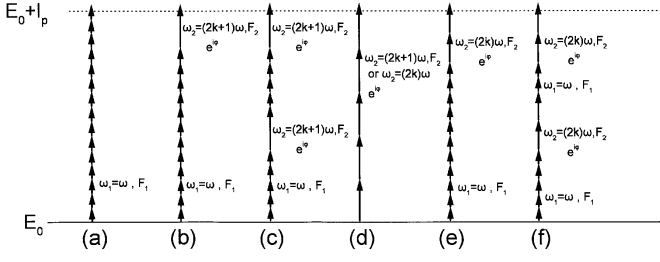 E₀+Iₚ
ω₂=(2k+1)ω,F₂
e^iφ
ω₁=ω , F₁
ω₂=(2k+1)ω,F₂
e^iφ
ω₂=(2k+1)ω,F₂
e^iφ
ω₁=ω , F₁
ω₂=(2k+1)ω,F₂
or ω₂=(2k)ω
e^iφ
ω₂=(2k)ω,F₂
e^iφ
ω₁=ω , F₁
ω₂=(2k)ω,F₂
e^iφ
ω₁=ω , F₁
ω₂=(2k)ω,F₂
e^iφ
ω₁=ω , F₁
ω₁=ω , F₁
E₀
(a) (b) (c) (d) (e) (f)